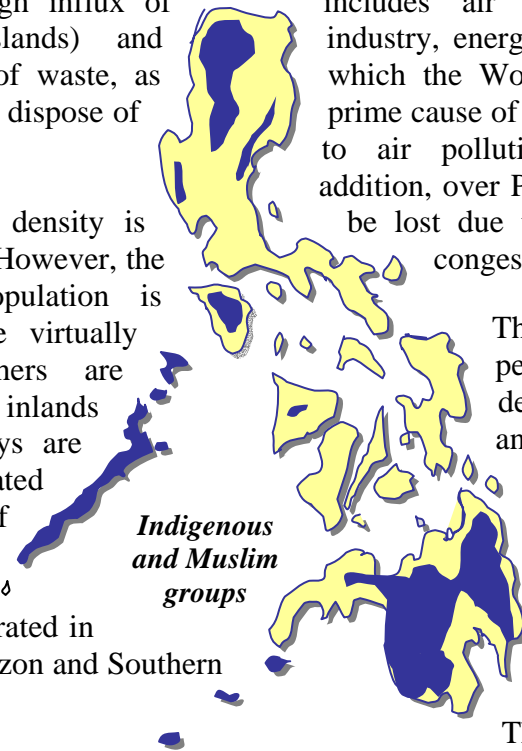 gh influx of
slands) and
of waste, as
dispose of
density is
However, the
opulation is
e virtually
ners are
inlands
ys are
ated
f
s
rated in
zon and Southern
Indigenous
and Muslim
groups
includes air
industry, energ
which the Wo
prime cause of
to air polluti
addition, over P
be lost due
conges
Th
pe
de
an
Th